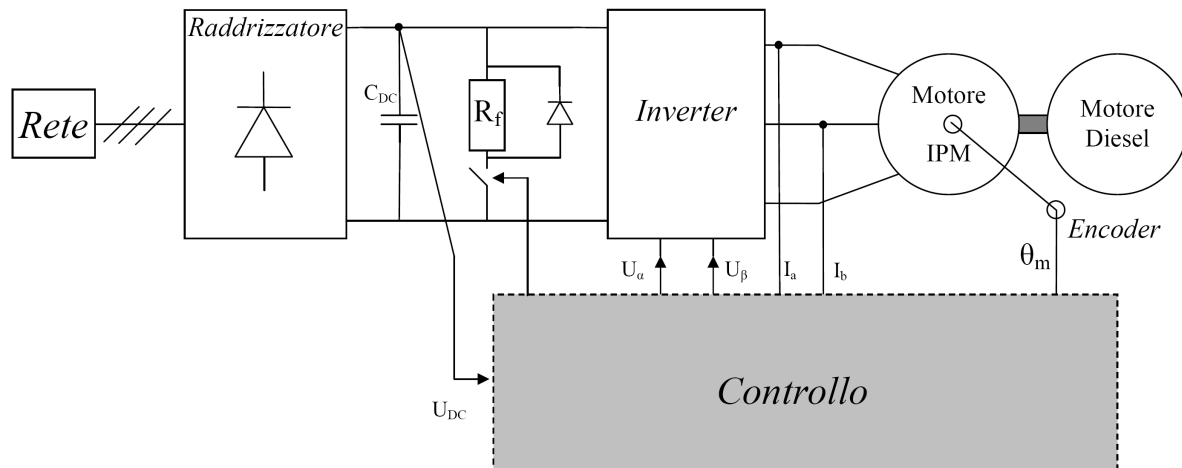 Raddrizzatore
Rete
C_DC
R_f
Inverter
Motore
IPM
Motore
Diesel
Encoder
θ_m
U_α
U_β
I_a
I_b
U_DC
Controllo